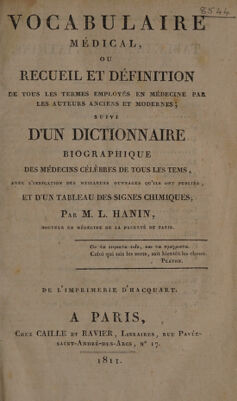 8544
VOCABULAIRE
MÉDICAL,
OU
RECUEIL ET DÉFINITION
DE TOUS LES TERMES EMPLOYÉS EN MÉDECINE PAR
LES AUTEURS ANCIENS ET MODERNES;
SUIVI
D'UN DICTIONNAIRE
BIOGRAPHIQUE
DES MÉDECINS CÉLÈBRES DE TOUS LES TEMS,
AVEC L'INDICATION DES MEILLEURS OUVRAGES QU'ILS ONT PUBLIÉS,
ET D'UN TABLEAU DES SIGNES CHIMIQUES;
PAR M. L. HANIN,
DOCTEUR EN MÉDECINE DE LA FACULTÉ DE PARIS.
Celui qui sait les mots, sait bientôt les choses.
PLATON.
DE L'IMPRIMERIE D'HACQUART.
A PARIS,
CHEZ CAILLE ET RAVIER, LIBRAIRES, RUE PAVÉE-
SAINT-ANDRÉ-DES-ARCS, N° 17.
1811.